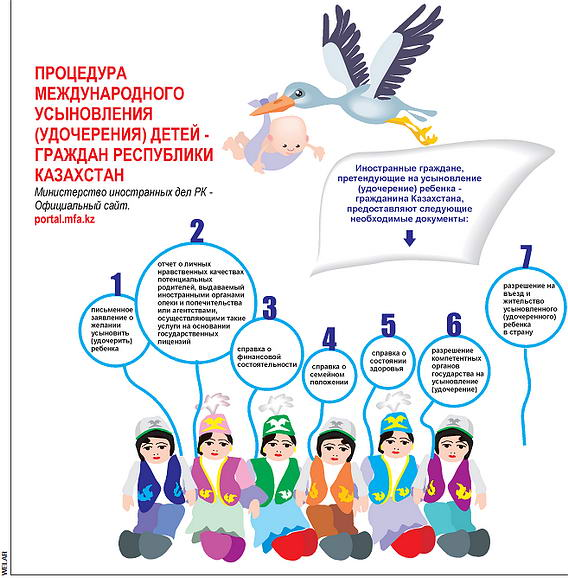 ПРОЦЕДУРА
МЕЖДУНАРОДНОГО
УСЫНОВЛЕНИЯ
(УДОЧЕРЕНИЯ) ДЕТЕЙ -
ГРАЖДАН РЕСПУБЛИКИ
КАЗАХСТАН
Министерство иностранных дел РК -
Официальный сайт.
portal.mfa.kz
Иностранные граждане,
претендующие на усыновление
(удочерение) ребенка -
гражданина Казахстана,
предоставляют следующие
необходимые документы:
1
письменное
заявление о
желании
усыновить
(удочерить)
ребенка
2
отчет о личных
нравственных качествах
потенциальных
родителей, выдаваемый
иностранными органами
опеки и попечительства
или агентствами,
осуществляющими такие
услуги на основании
государственных
лицензий
3
справка о
финансовой
состоятельности
4
справка о
семейном
положении
5
справка о
состоянии
здоровья
6
разрешение
компетентных
органов
государства на
усыновление
(удочерение)
7
разрешение на
въезд и
жительство
усыновленного
(удочеренного)
ребенка
в страну
WELAR